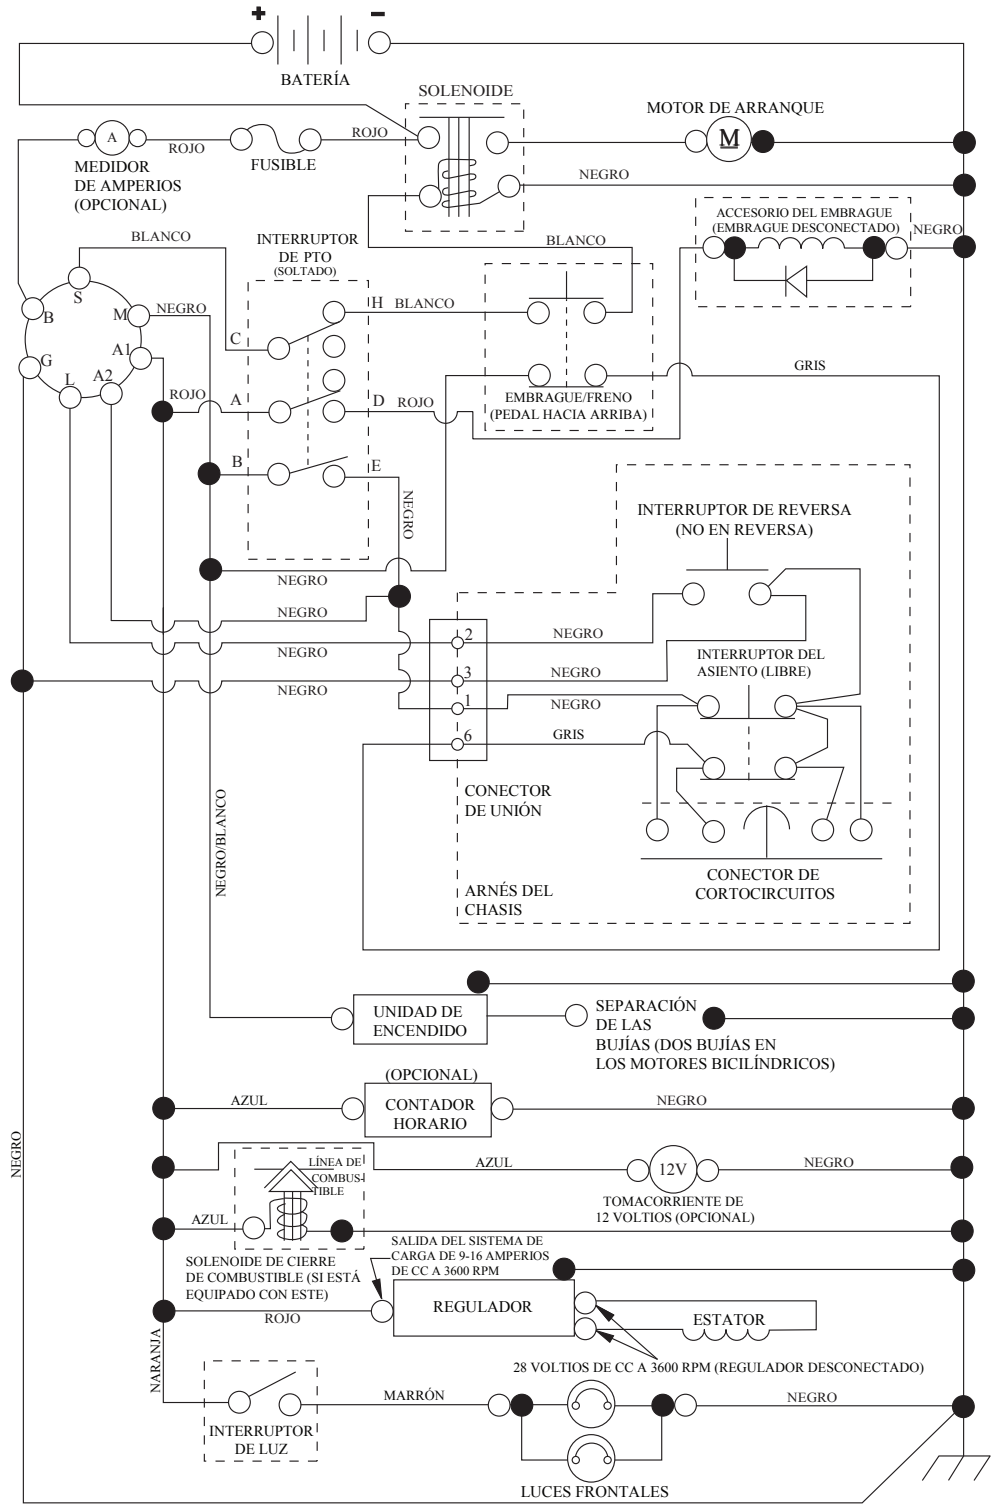 + −
BATERÍA
SOLENOIDE
MOTOR DE ARRANQUE
A
ROJO
ROJO
M
FUSIBLE
MEDIDOR
DE AMPERIOS
(OPCIONAL)
NEGRO
ACCESORIO DEL EMBRAGUE
(EMBRAGUE DESCONECTADO)
NEGRO
BLANCO
INTERRUPTOR
DE PTO
(SOLTADO)
BLANCO
S
H
BLANCO
B
M
NEGRO
C
G
A1
L
A2
ROJO
A
D
ROJO
GRIS
EMBRAGUE/FRENO
(PEDAL HACIA ARRIBA)
B
E
NEGRO
INTERRUPTOR DE REVERSA
(NO EN REVERSA)
NEGRO
NEGRO
2
NEGRO
NEGRO
INTERRUPTOR DEL
ASIENTO (LIBRE)
3
NEGRO
NEGRO
1
NEGRO
6
GRIS
CONECTOR
DE UNIÓN
NEGRO/BLANCO
CONECTOR DE
CORTOCIRCUITOS
ARNÉS DEL
CHASIS
UNIDAD DE
ENCENDIDO
SEPARACIÓN
DE LAS
BUJÍAS (DOS BUJÍAS EN
LOS MOTORES BICILÍNDRICOS)
(OPCIONAL)
AZUL
CONTADOR
HORARIO
NEGRO
NEGRO
LÍNEA DE
COMBUS-
TIBLE
AZUL
12V
NEGRO
TOMACORRIENTE DE
12 VOLTIOS (OPCIONAL)
AZUL
SOLENOIDE DE CIERRE
DE COMBUSTIBLE (SI ESTÁ
EQUIPADO CON ESTE)
SALIDA DEL SISTEMA DE
CARGA DE 9-16 AMPERIOS
DE CC A 3600 RPM
REGULADOR
ROJO
ESTATOR
NARANJA
28 VOLTIOS DE CC A 3600 RPM (REGULADOR DESCONECTADO)
MARRÓN
NEGRO
INTERRUPTOR
DE LUZ
LUCES FRONTALES